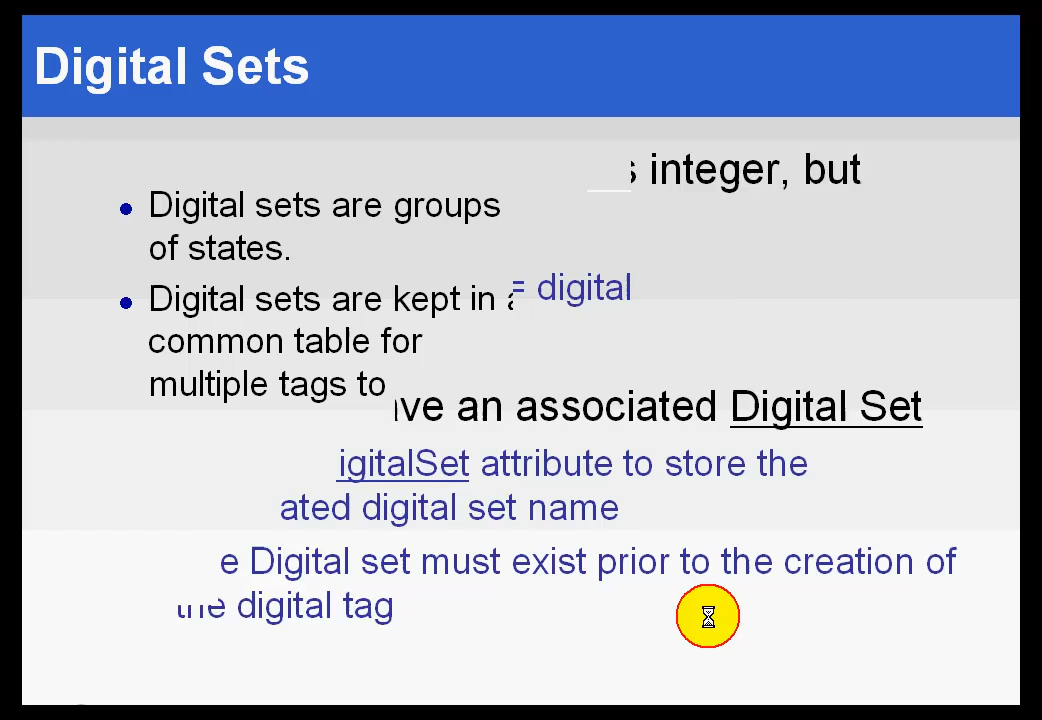 Digital Sets
integer, but
Digital sets are groups
of states.
= digital
Digital sets are kept in
common table for
multiple tags to
an associated Digital Set
igitalSet attribute to store the
ated digital set name
e Digital set must exist prior to the creation of
the digital tag